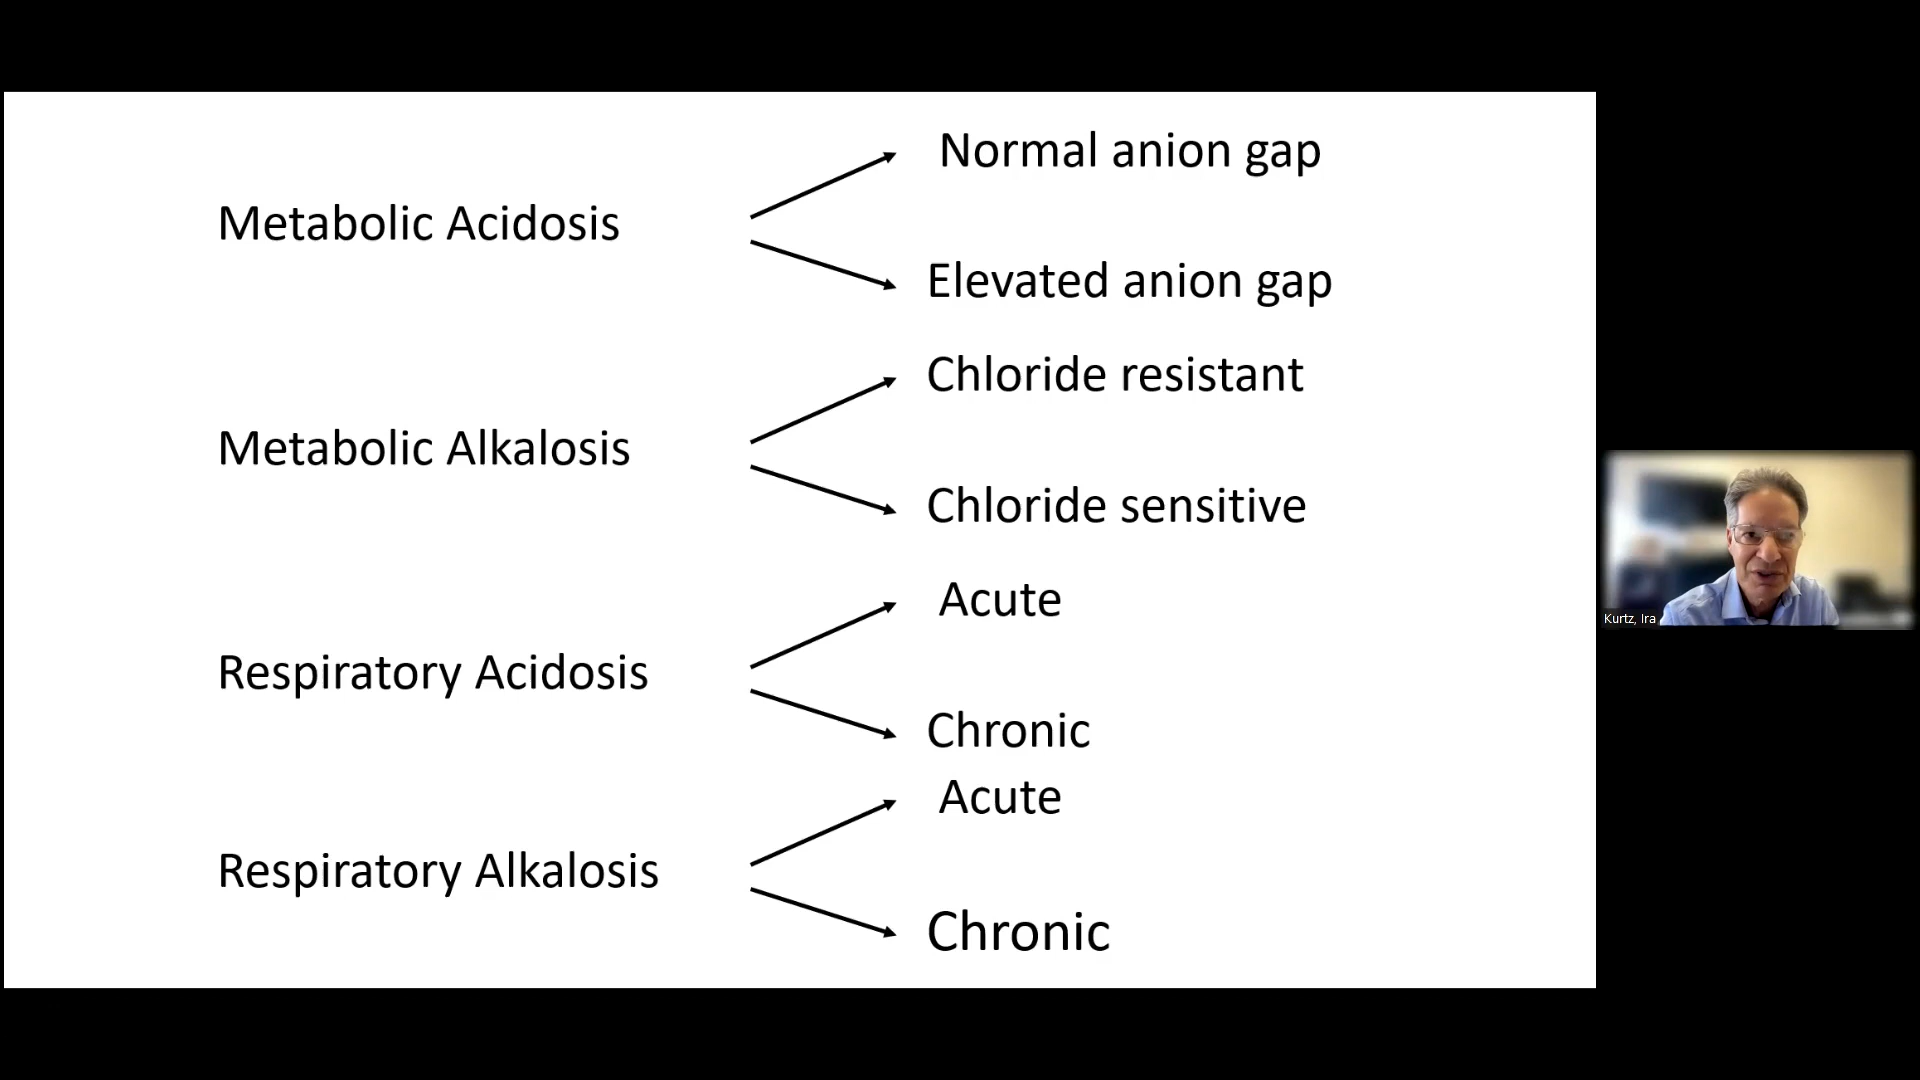 Normal anion gap
Metabolic Acidosis
Elevated anion gap
Chloride resistant
Metabolic Alkalosis
Chloride sensitive
Acute
Respiratory Acidosis
Chronic
Acute
Respiratory Alkalosis
Chronic
Kurtz, Ira